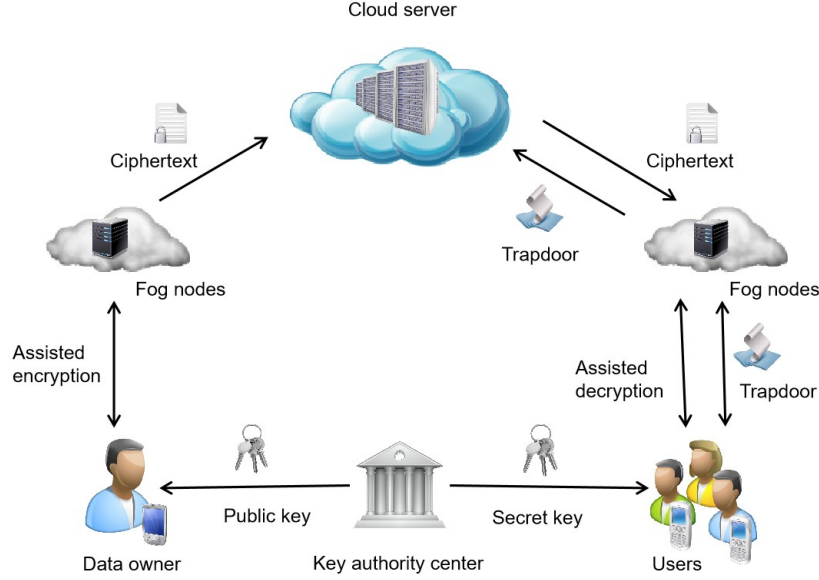 Cloud server
Ciphertext
Ciphertext
Trapdoor
Fog nodes
Fog nodes
Assisted
encryption
Assisted
decryption
Trapdoor
Public key
Secret key
Data owner
Key authority center
Users